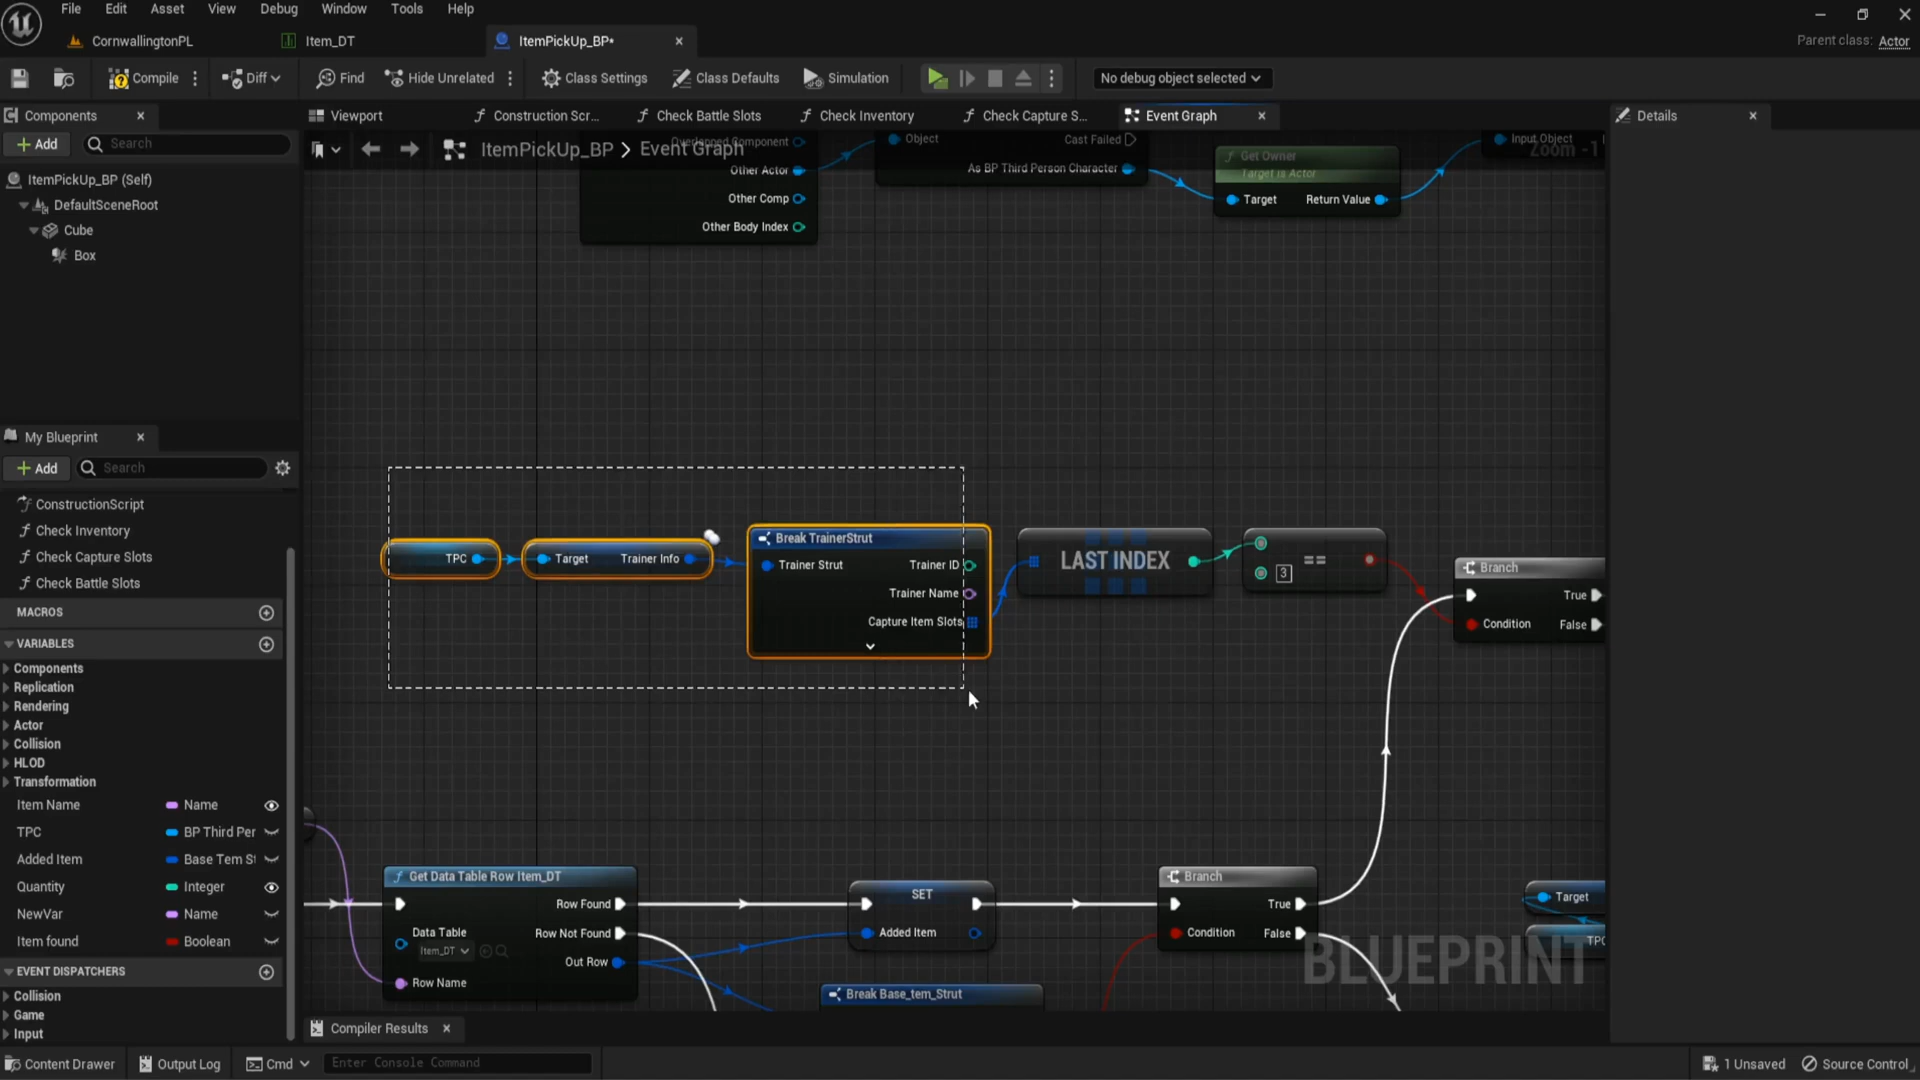 File Edit Asset View Debug Window Tools Help
CornwallingtonPL Item_DT ItemPickUp_BP* Parent class: Actor
Compile Diff Find Hide Unrelated Class Settings Class Defaults Simulation No debug object selected
Components
Add Search
ItemPickUp_BP (Self)
DefaultSceneRoot
Cube
Box
Viewport Construction Scr... Check Battle Slots Check Inventory Check Capture S... Event Graph
Details
ItemPickUp_BP > Event Graph
Zoom -1
Overlapped Component
Other Actor
Other Comp
Other Body Index
Object Cast Failed
As BP Third Person Character
Get Owner
Target is Actor
Target Return Value
Input Object
TPC
Target Trainer Info
Break TrainerStrut
Trainer Strut Trainer ID
Trainer Name
Capture Item Slots
LAST INDEX
3 ==
Branch
True
Condition False
My Blueprint
Add Search
ConstructionScript
Check Inventory
Check Capture Slots
Check Battle Slots
MACROS
VARIABLES
Components
Replication
Rendering
Actor
Collision
HLOD
Transformation
Item Name Name
TPC BP Third Per
Added Item Base Tem St
Quantity Integer
NewVar Name
Item found Boolean
EVENT DISPATCHERS
Collision
Game
Input
Get Data Table Row Item_DT
Row Found
Data Table Row Not Found
Item_DT
Out Row
Row Name
SET
Added Item
Break Base_tem_Strut
Branch
True
Condition False
Target
TPC
BLUEPRINT
Compiler Results
Content Drawer Output Log Cmd Enter Console Command 1 Unsaved Source Control